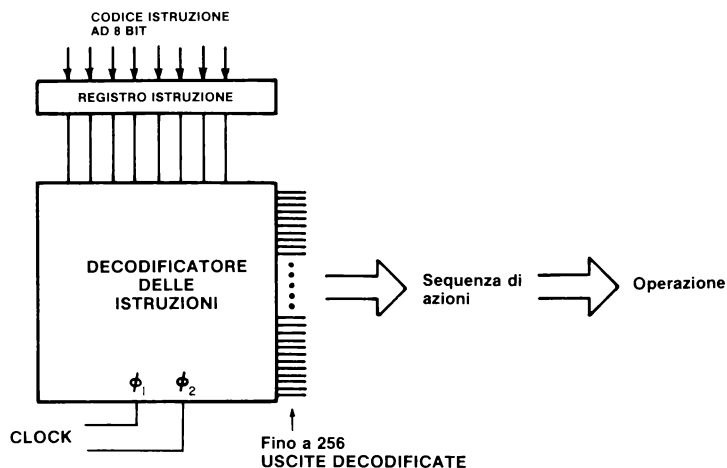 CODICE ISTRUZIONE
AD 8 BIT
REGISTRO ISTRUZIONE
DECODIFICATORE
DELLE
ISTRUZIONI
Sequenza di
azioni
Operazione
ϕ1 ϕ2
CLOCK
Fino a 256
USCITE DECODIFICATE